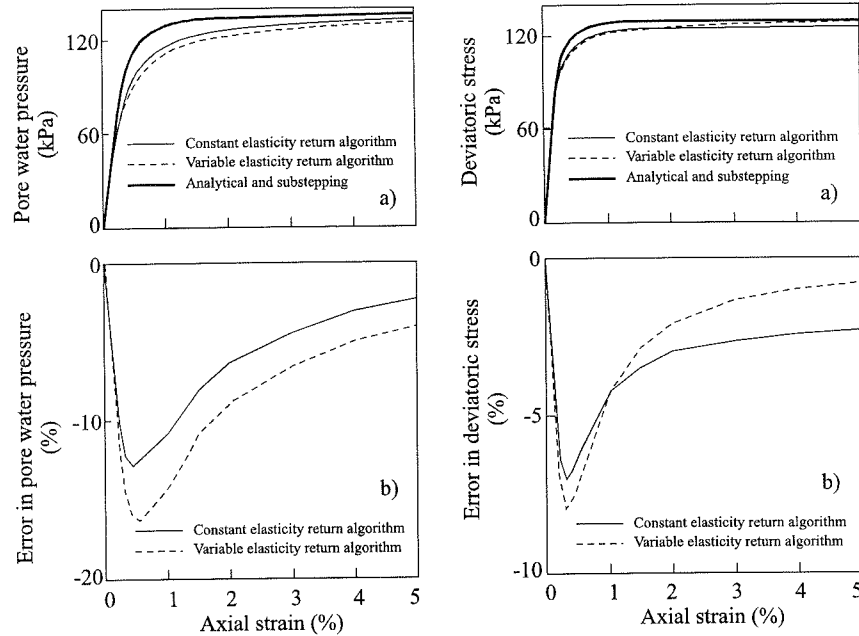 Pore water pressure
(kPa)
120
60
0
Constant elasticity return algorithm
Variable elasticity return algorithm
Analytical and substepping
a)
Error in pore water pressure
(%)
0
-10
-20
b)
Constant elasticity return algorithm
Variable elasticity return algorithm
0 1 2 3 4 5
Axial strain (%)
Deviatoric stress
(kPa)
120
60
0
Constant elasticity return algorithm
Variable elasticity return algorithm
Analytical and substepping
a)
Error in deviatoric stress
(%)
0
-5
-10
b)
Constant elasticity return algorithm
Variable elasticity return algorithm
0 1 2 3 4 5
Axial strain (%)